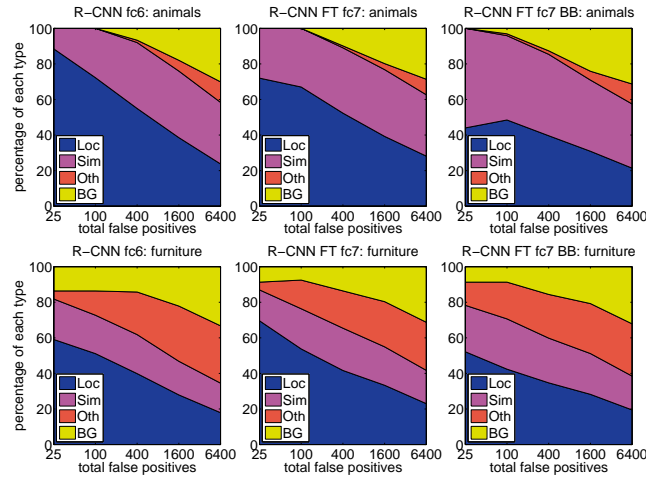 R−CNN fc6: animals
percentage of each type
100
80
60
40
20
0
Loc
Sim
Oth
BG
25 100 400 1600 6400
total false positives
R−CNN FT fc7: animals
100
80
60
40
20
0
Loc
Sim
Oth
BG
25 100 400 1600 6400
total false positives
R−CNN FT fc7 BB: animals
100
80
60
40
20
0
Loc
Sim
Oth
BG
25 100 400 1600 6400
total false positives
R−CNN fc6: furniture
percentage of each type
100
80
60
40
20
0
Loc
Sim
Oth
BG
25 100 400 1600 6400
total false positives
R−CNN FT fc7: furniture
100
80
60
40
20
0
Loc
Sim
Oth
BG
25 100 400 1600 6400
total false positives
R−CNN FT fc7 BB: furniture
100
80
60
40
20
0
Loc
Sim
Oth
BG
25 100 400 1600 6400
total false positives